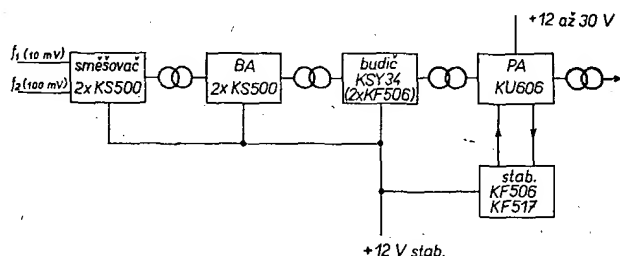 +12 až 30 V
f1 (10 mV)
f2 (100 mV)
směšovač
2x KS500
BA
2x KS500
budič
KSY34
(2xKF506)
PA
KU606
stab.
KF506
KF517
+12 V stab.